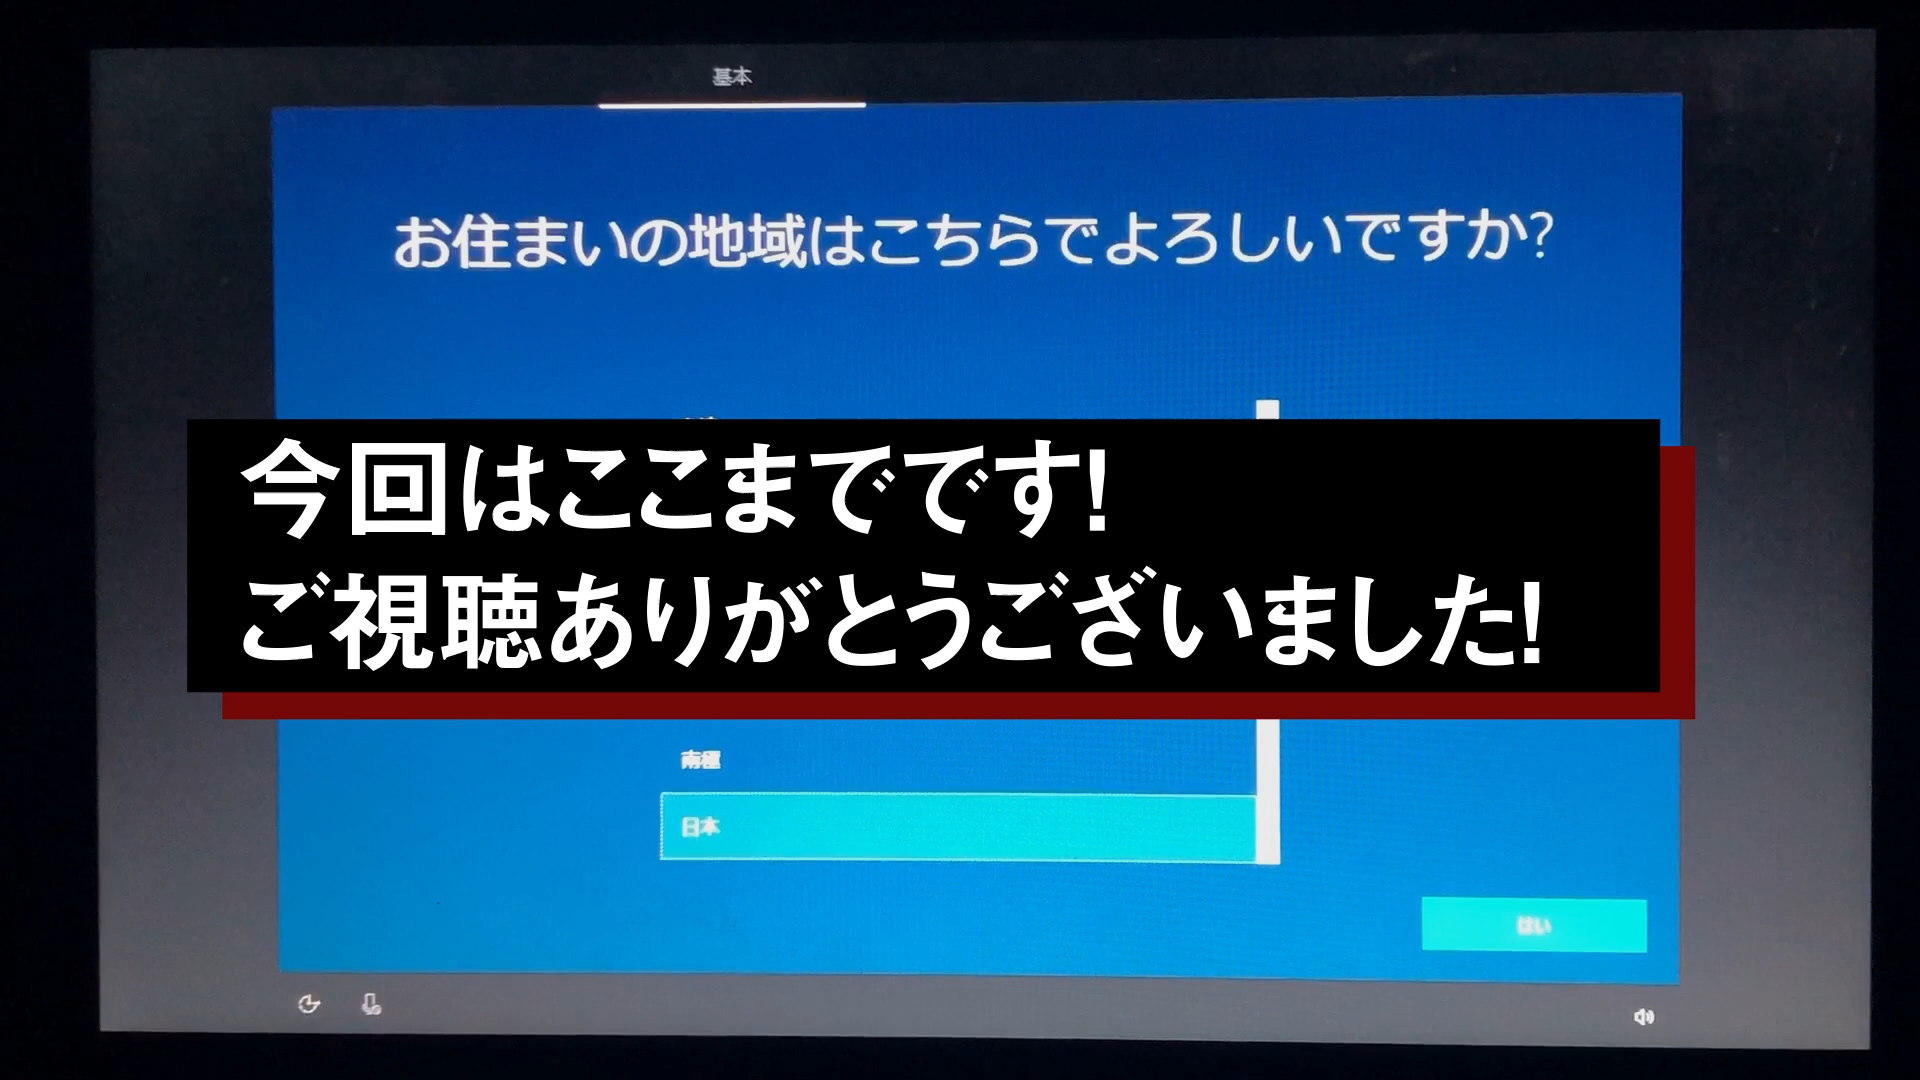 基本
お住まいの地域はこちらでよろしいですか?
今回はここまでです!
ご視聴ありがとうございました!
南極
日本
はい